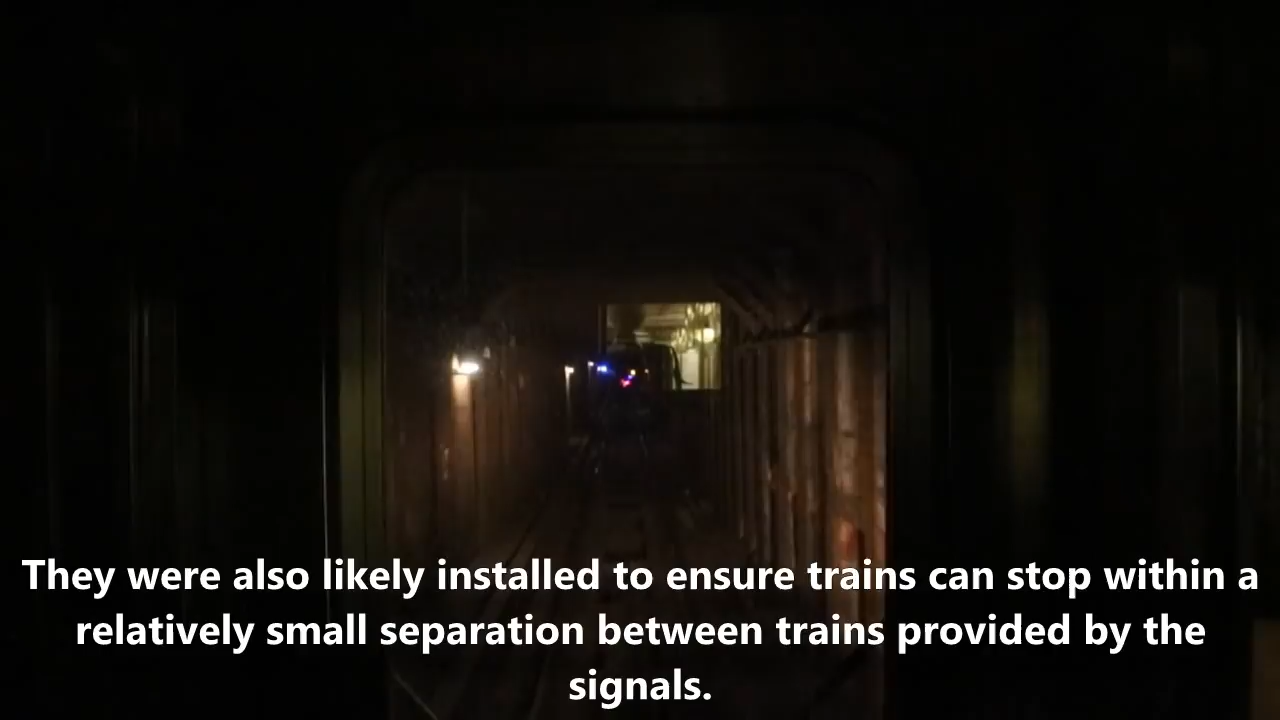 They were also likely installed to ensure trains can stop within a
relatively small separation between trains provided by the
signals.